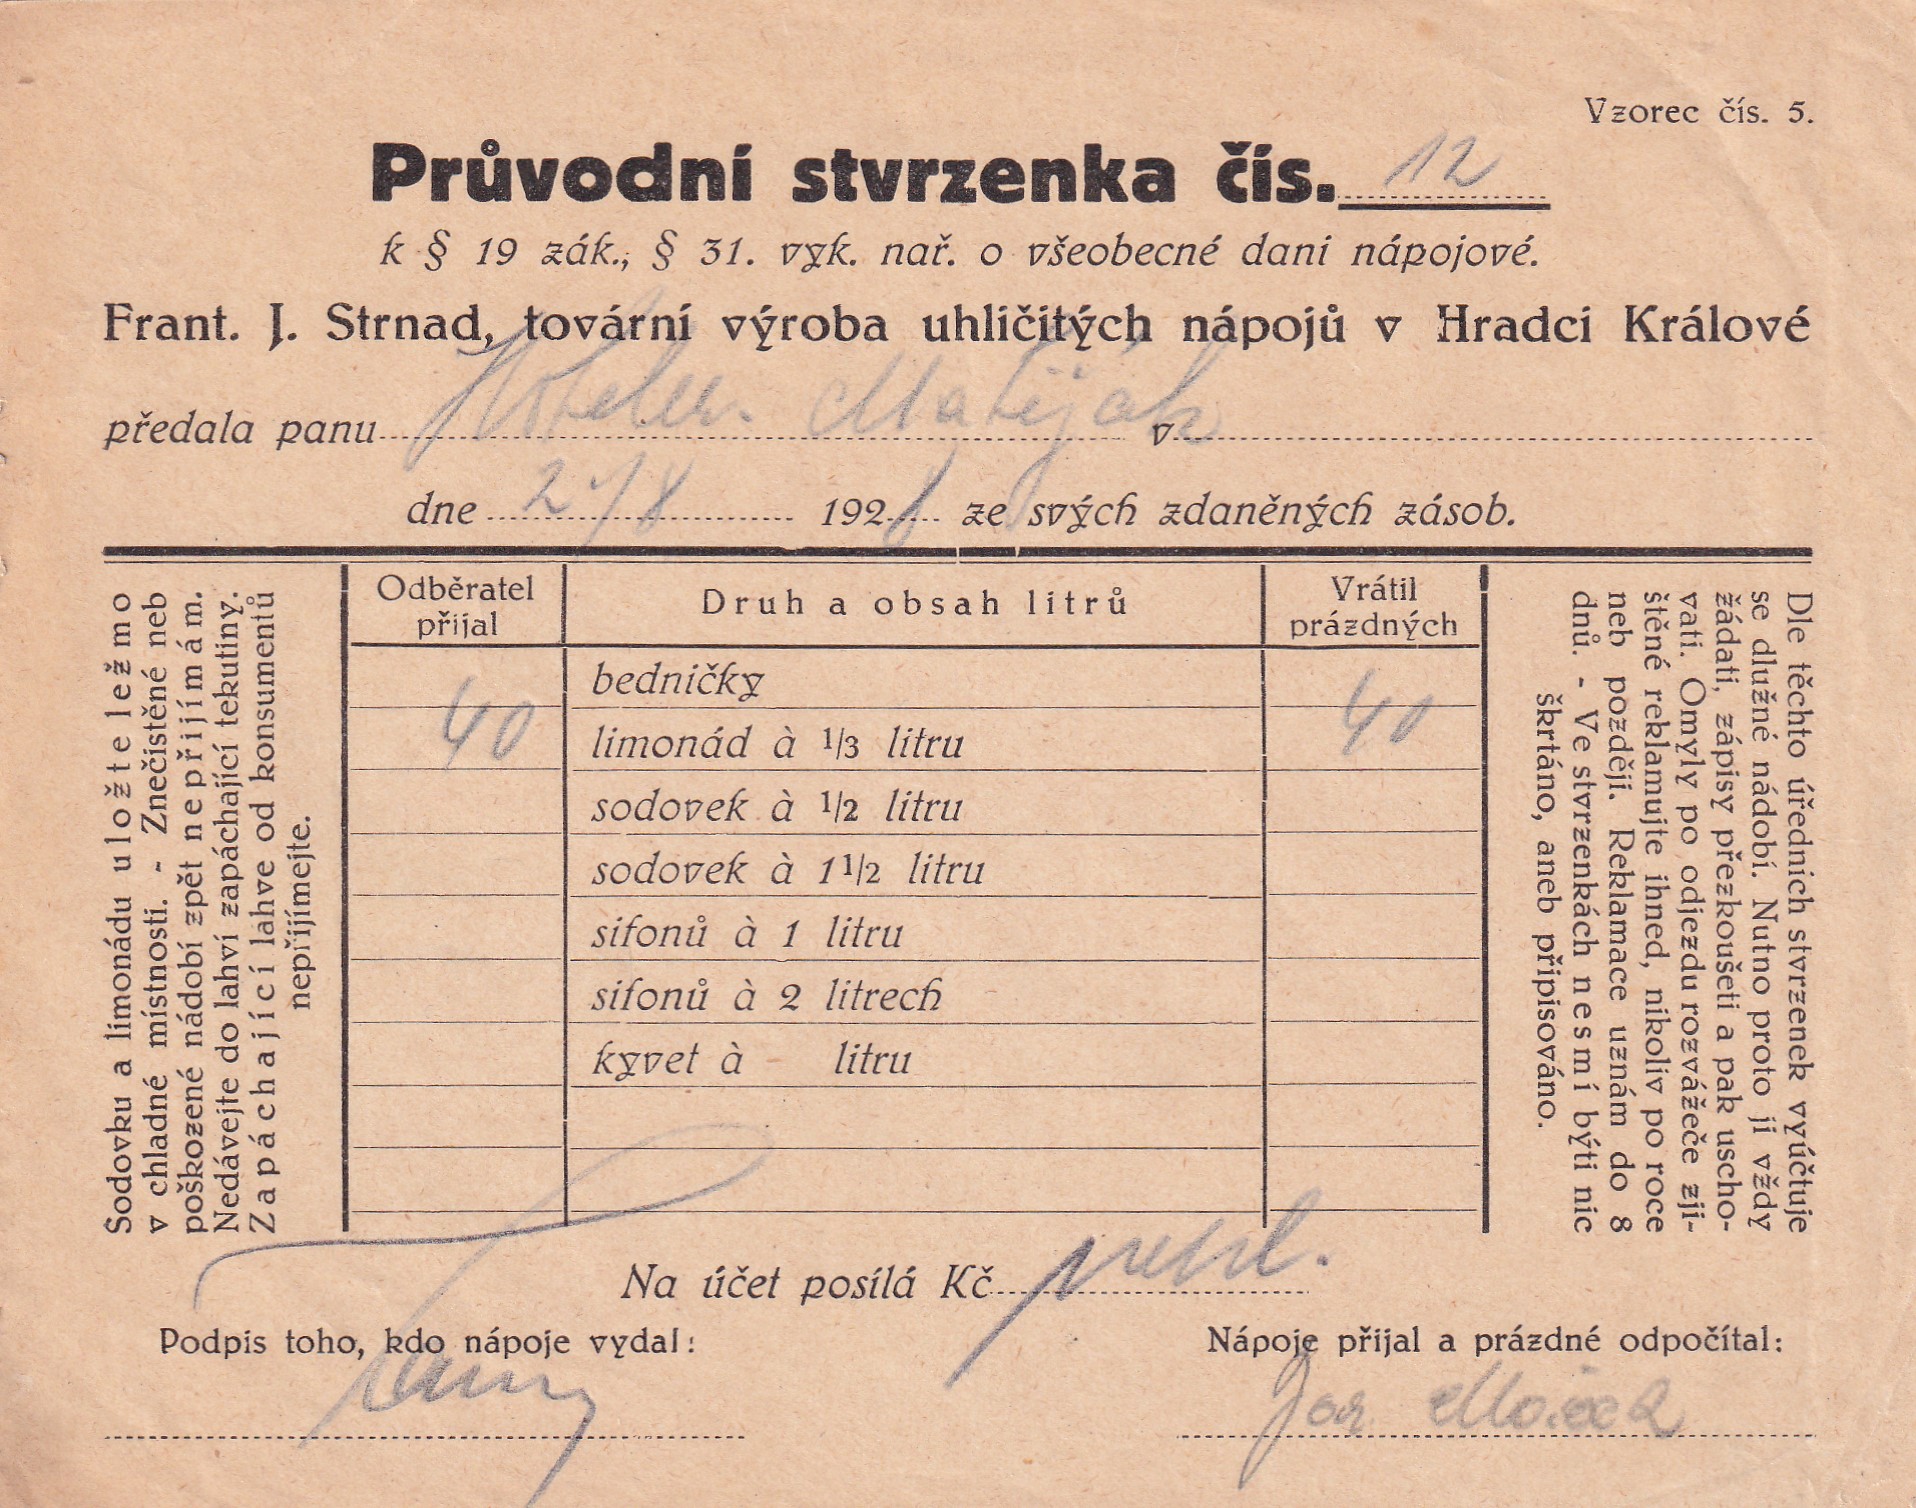 Vzorec čís. 5.
Průvodní stvrzenka čís. 12
k § 19 zák., § 31. vyk. nař. o všeobecné dani nápojové.
Frant. J. Strnad, tovární výroba uhličitých nápojů v Hradci Králové
předala panu Matiják v
dne 192 ze svých zdaněných zásob.
Sodovku a limonádu uložte ležmo
v chladné místnosti. - Znečistěné neb
poškozené nádobí zpět nepřijímám.
Nedávejte do lahví zapáchající tekutiny.
Zapáchající lahve od konsumentů
nepřijímejte.
Odběratel přijal Druh a obsah litrů Vrátil prázdných
bedničky
40 limonád à 1/3 litru 40
sodovek à 1/2 litru
sodovek à 1 1/2 litru
sifonů à 1 litru
sifonů à 2 litrech
kyvet à litru
Dle těchto úředních stvrzenek vyúčtuje
se dlužné nádobí. Nutno proto ji vždy
žádati, zápisy přezkoušeti a pak uscho-
vati. Omyly po odjezdu rozvážeče zji-
štěné reklamujte ihned, nikoliv po roce
neb později. Reklamace uznám do 8
dnů. - Ve stvrzenkách nesmí býti nic
škrtáno, aneb připisováno.
Na účet posílá Kč
Podpis toho, kdo nápoje vydal:
Nápoje přijal a prázdné odpočítal: